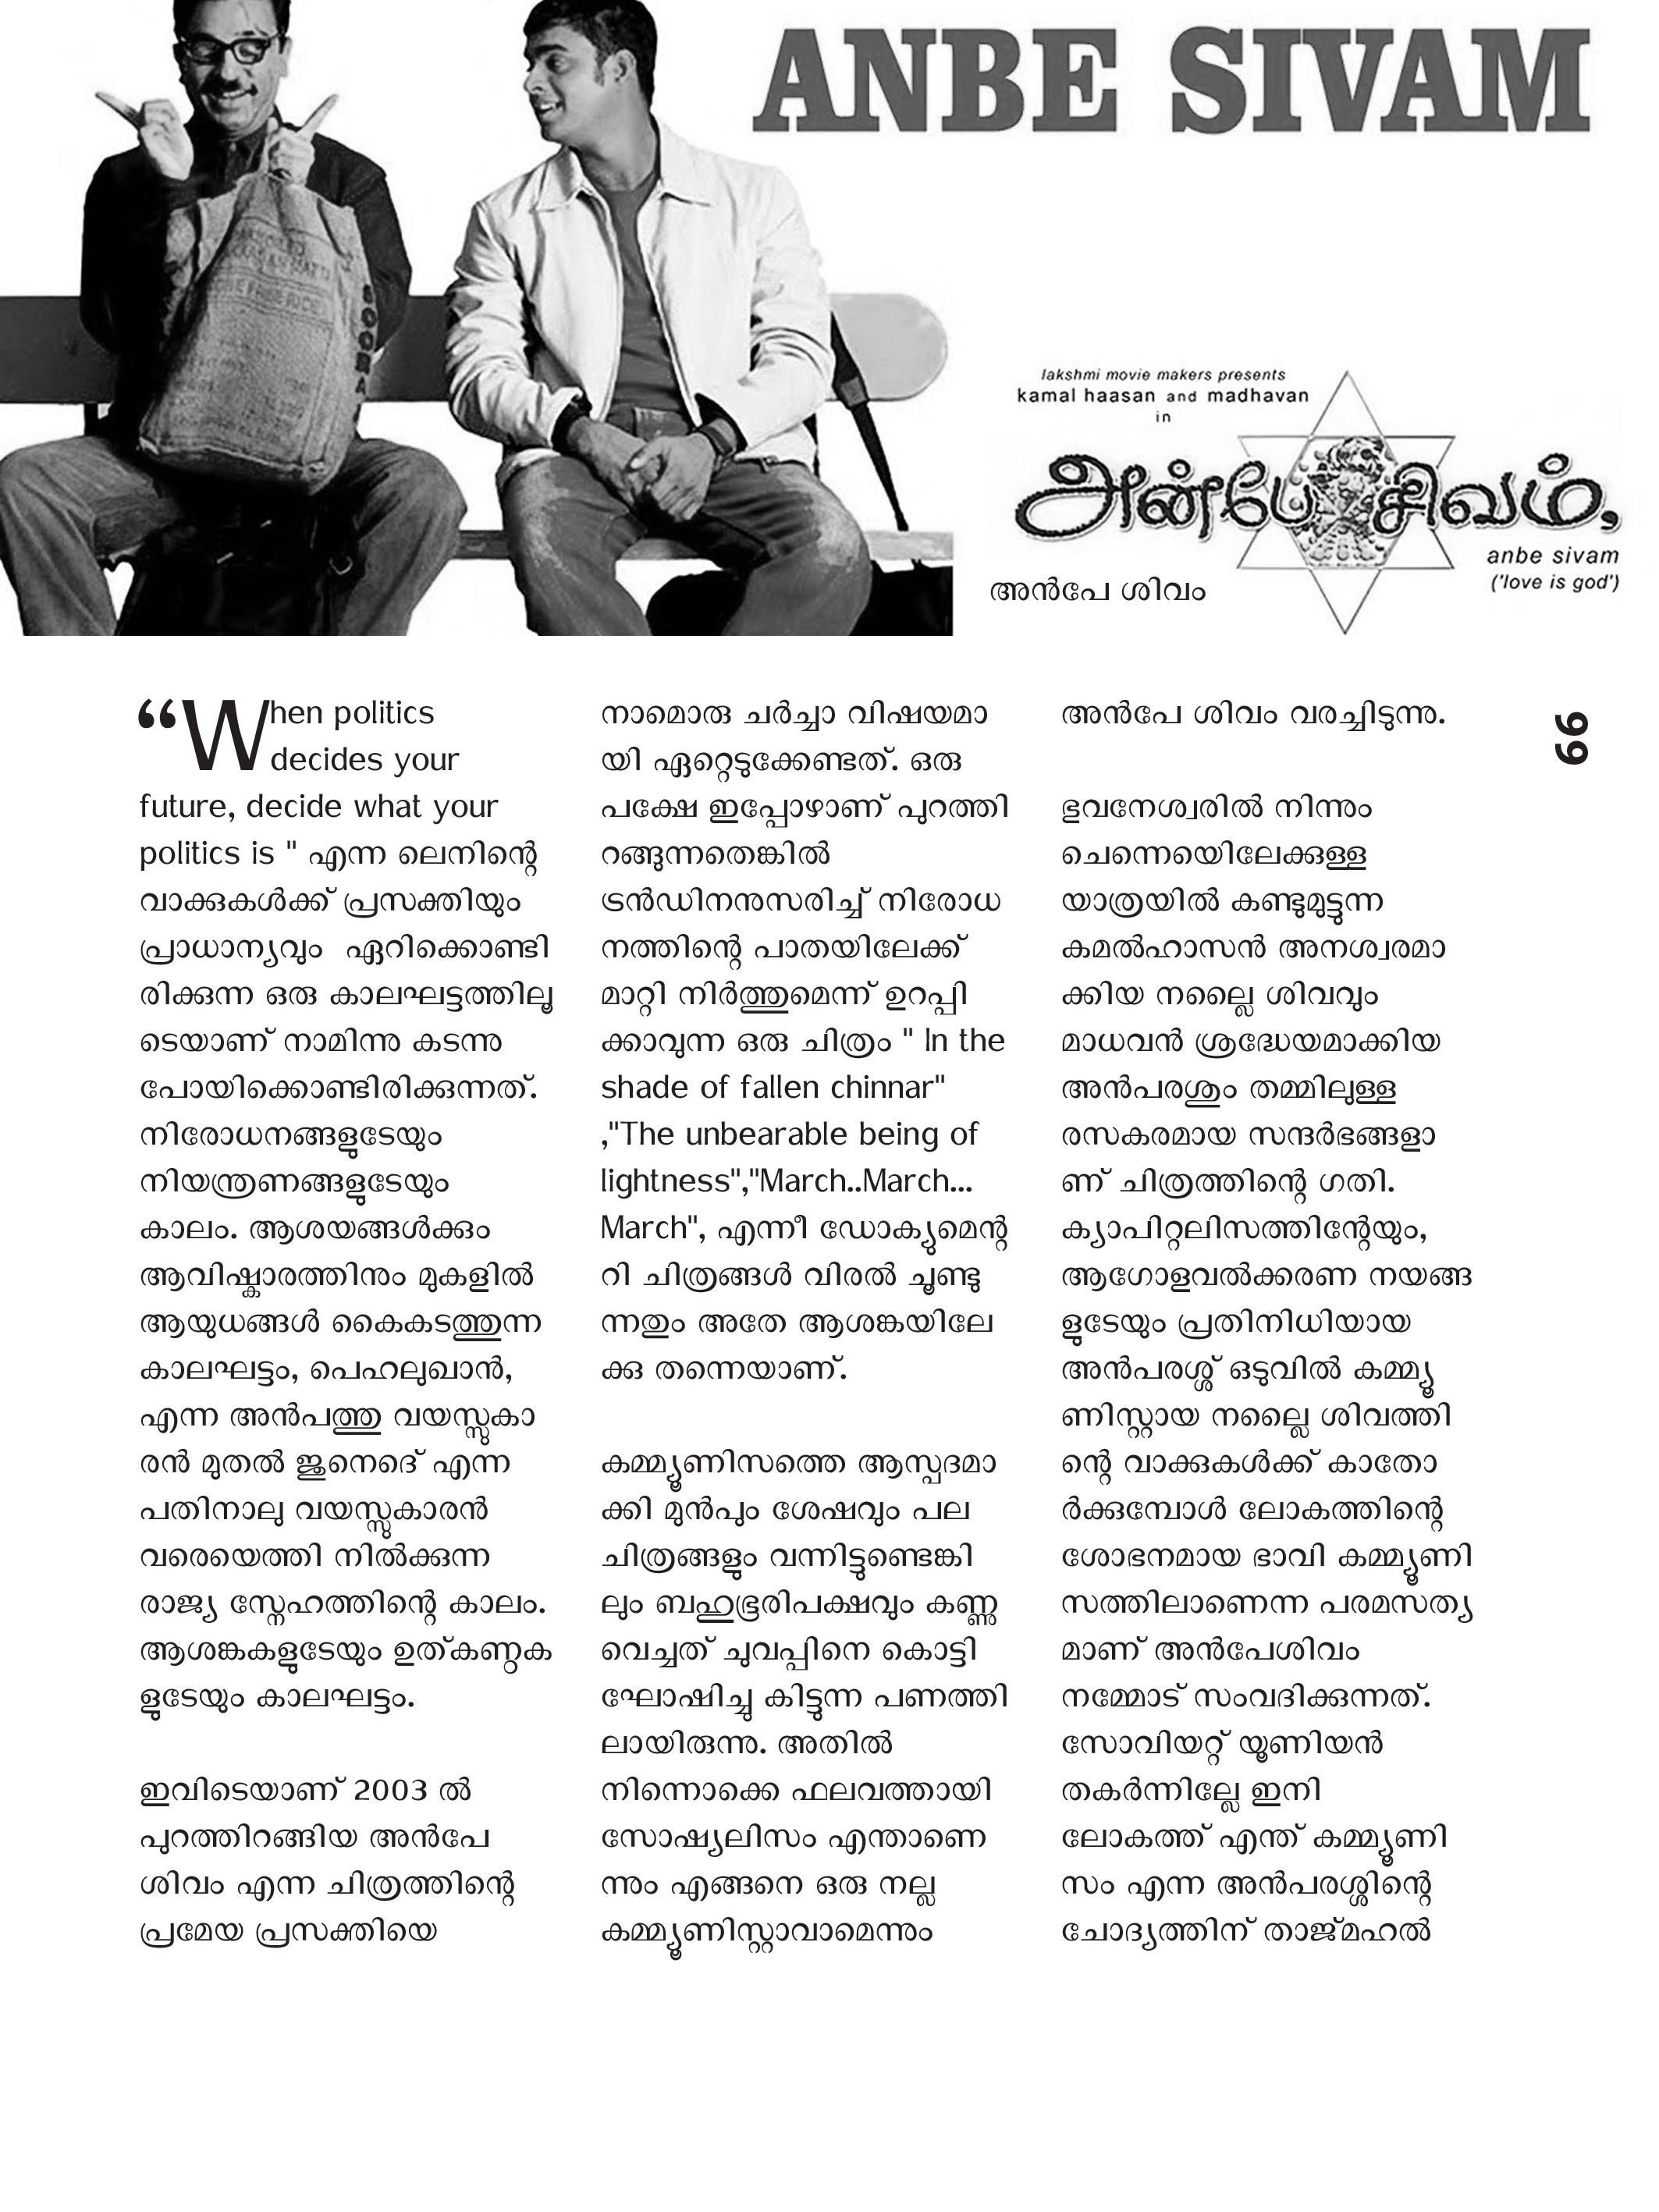 ANBE SIVAM
lakshmi movie makers presents
kamal haasan and madhavan
in
அன்பே சிவம்,
anbe sivam
('love is god')
അൻപേ ശിവം
“When politics
decides your
future, decide what your
politics is " എന്ന ലെനിന്റെ
വാക്കുകൾക്ക് പ്രസക്തിയും
പ്രാധാന്യവും ഏറിക്കൊണ്ടി
രിക്കുന്ന ഒരു കാലഘട്ടത്തിലൂ
ടെയാണ് നാമിന്നു കടന്നു
പോയിക്കൊണ്ടിരിക്കുന്നത്.
നിരോധനങ്ങളുടേയും
നിയന്ത്രണങ്ങളുടേയും
കാലം. ആശയങ്ങൾക്കും
ആവിഷ്കാരത്തിനും മുകളിൽ
ആയുധങ്ങൾ കൈകടത്തുന്ന
കാലഘട്ടം, പെഹലുഖാൻ,
എന്ന അൻപത്തു വയസ്സുകാ
രൻ മുതൽ ജുനെദെ് എന്ന
പതിനാലു വയസ്സുകാരൻ
വരെയെത്തി നിൽക്കുന്ന
രാജ്യ സ്നേഹത്തിന്റെ കാലം.
ആശങ്കകളുടേയും ഉത്കണ്ഠക
ളുടേയും കാലഘട്ടം.
ഇവിടെയാണ് 2003 ൽ
പുറത്തിറങ്ങിയ അൻപേ
ശിവം എന്ന ചിത്രത്തിന്റെ
പ്രമേയ പ്രസക്തിയെ
നാമൊരു ചർച്ചാ വിഷയമാ
യി ഏറ്റെടുക്കേണ്ടത്. ഒരു
പക്ഷേ ഇപ്പോഴാണ് പുറത്തി
റങ്ങുന്നതെങ്കിൽ
ട്രൻഡിനനുസരിച്ച് നിരോധ
നത്തിന്റെ പാതയിലേക്ക്
മാറ്റി നിർത്തുമെന്ന് ഉറപ്പി
ക്കാവുന്ന ഒരു ചിത്രം " In the
shade of fallen chinnar"
,"The unbearable being of
lightness","March..March...
March", എന്നീ ഡോക്യുമെന്റ
റി ചിത്രങ്ങൾ വിരൽ ചൂണ്ടു
ന്നതും അതേ ആശങ്കയിലേ
ക്കു തന്നെയാണ്.
കമ്മ്യൂണിസത്തെ ആസ്പദമാ
ക്കി മുൻപും ശേഷവും പല
ചിത്രങ്ങളും വന്നിട്ടുണ്ടെങ്കി
ലും ബഹുഭൂരിപക്ഷവും കണ്ണു
വെച്ചത് ചുവപ്പിനെ കൊട്ടി
ഘോഷിച്ചു കിട്ടുന്ന പണത്തി
ലായിരുന്നു. അതിൽ
നിന്നൊക്കെ ഫലവത്തായി
സോഷ്യലിസം എന്താണെ
ന്നും എങ്ങനെ ഒരു നല്ല
കമ്മ്യൂണിസ്റ്റാവാമെന്നും
അൻപേ ശിവം വരച്ചിടുന്നു.
ഭുവനേശ്വരിൽ നിന്നും
ചെന്നെയിലേക്കുള്ള
യാത്രയിൽ കണ്ടുമുട്ടുന്ന
കമൽഹാസൻ അനശ്വരമാ
ക്കിയ നല്ലൈ ശിവവും
മാധവൻ ശ്രദ്ധേയമാക്കിയ
അൻപരശും തമ്മിലുള്ള
രസകരമായ സന്ദർഭങ്ങളാ
ണ് ചിത്രത്തിന്റെ ഗതി.
ക്യാപിറ്റലിസത്തിന്റേയും,
ആഗോളവൽക്കരണ നയങ്ങ
ളുടേയും പ്രതിനിധിയായ
അൻപരശ്ശ് ഒടുവിൽ കമ്മ്യൂ
ണിസ്റ്റായ നല്ലൈ ശിവത്തി
ന്റെ വാക്കുകൾക്ക് കാതോ
ർക്കുമ്പോൾ ലോകത്തിന്റെ
ശോഭനമായ ഭാവി കമ്മ്യൂണി
സത്തിലാണെന്ന പരമസത്യ
മാണ് അൻപേശിവം
നമ്മോട് സംവദിക്കുന്നത്.
സോവിയറ്റ് യൂണിയൻ
തകർന്നില്ലേ ഇനി
ലോകത്ത് എന്ത് കമ്മ്യൂണി
സം എന്ന അൻപരശ്ശിന്റെ
ചോദ്യത്തിന് താജ്മഹൽ
66